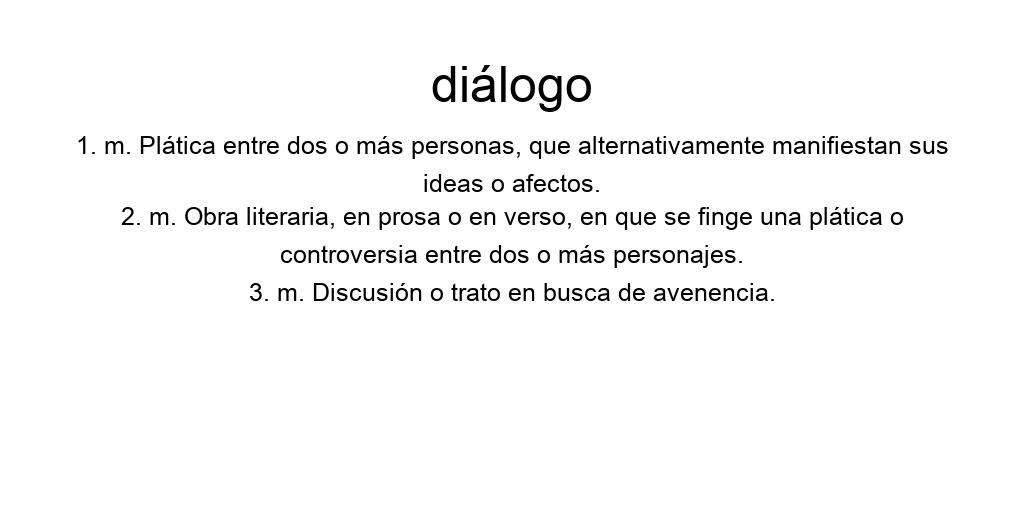 diálogo
1. m. Plática entre dos o más personas, que alternativamente manifiestan sus
ideas o afectos.
2. m. Obra literaria, en prosa o en verso, en que se finge una plática o
controversia entre dos o más personajes.
3. m. Discusión o trato en busca de avenencia.